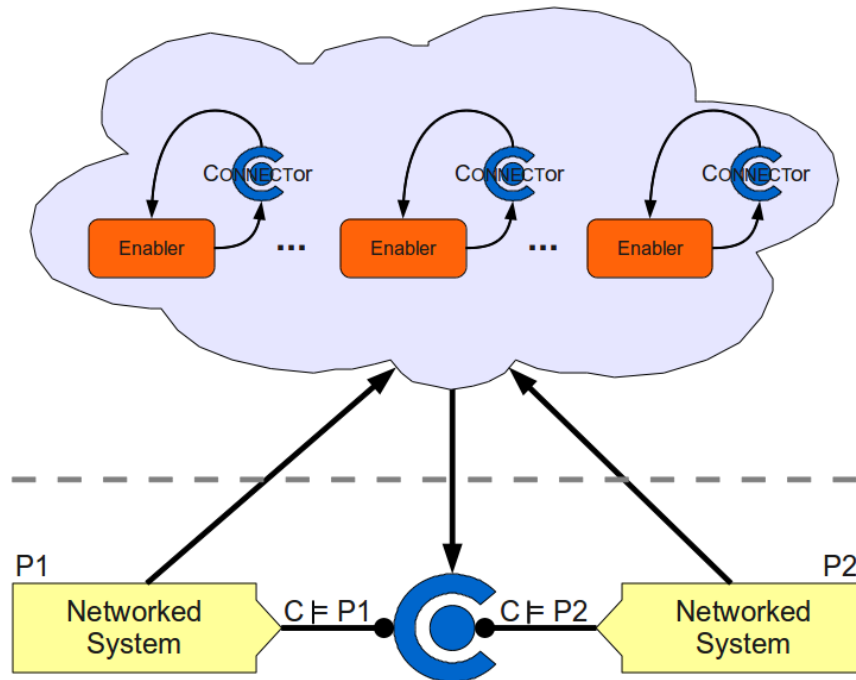 CONNECTor CONNECTor CONNECTor
Enabler ... Enabler ... Enabler
P1 P2
Networked System C ⊨ P1 C ⊨ P2 Networked System